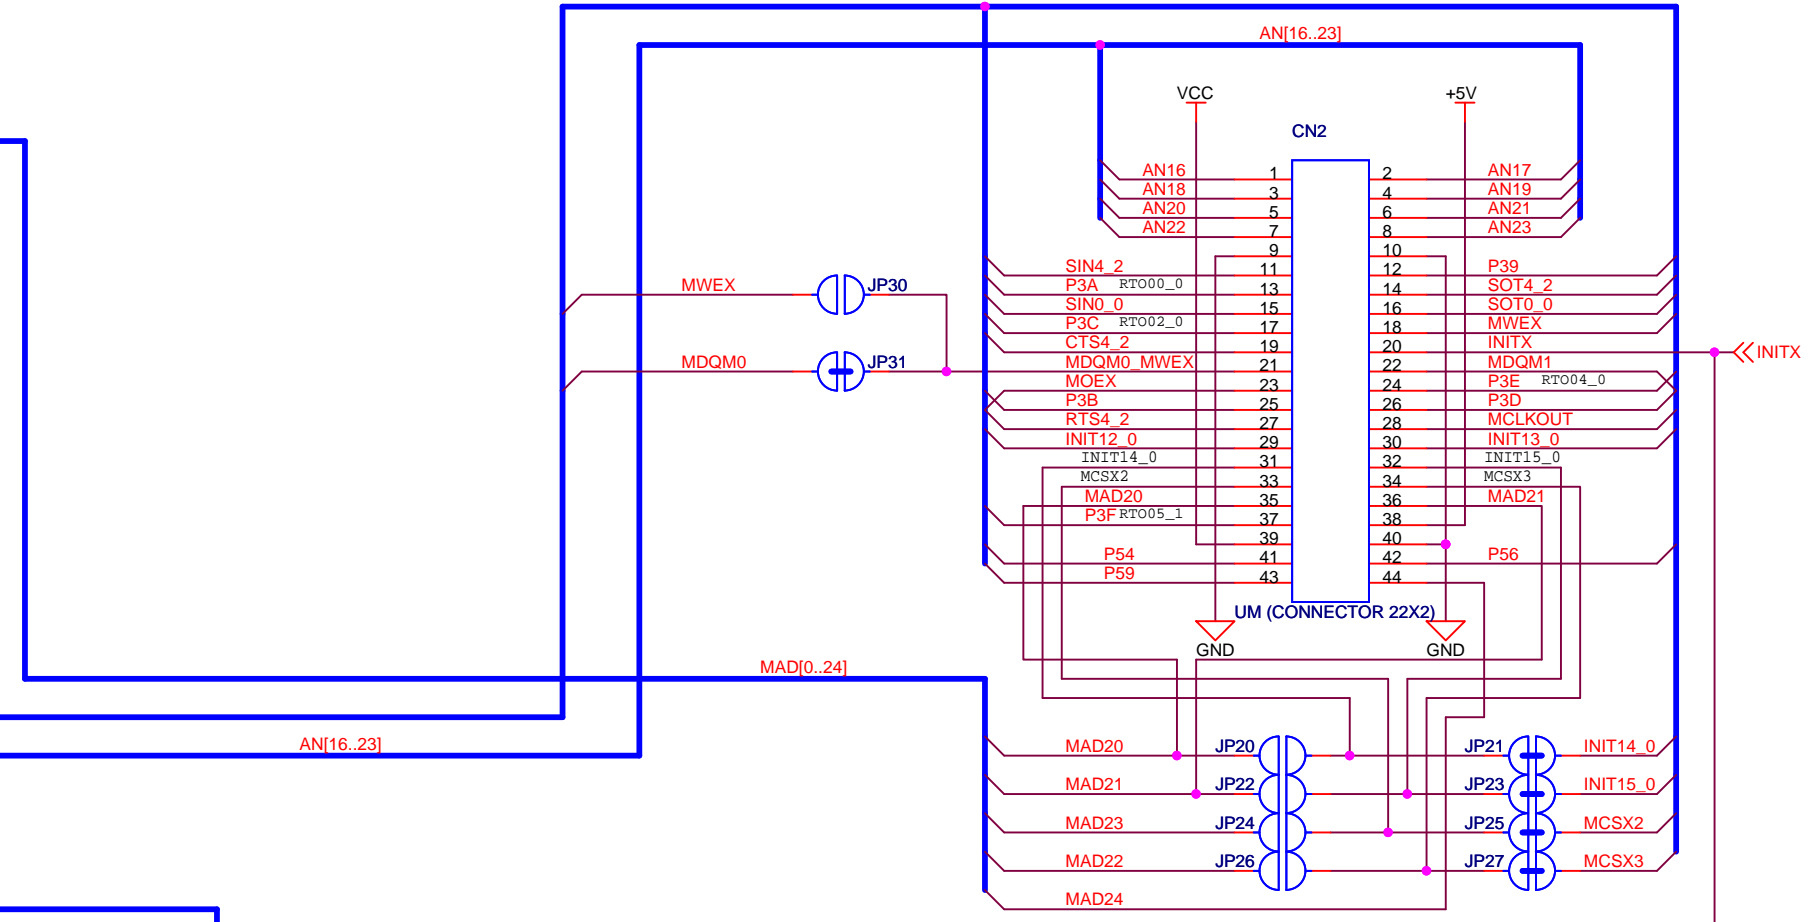 AN[16..23]
VCC
+5V
CN2
AN16 1 2 AN17
AN18 3 4 AN19
AN20 5 6 AN21
AN22 7 8 AN23
9 10
SIN4_2 11 12 P39
MWEX JP30 P3A RTO00_0 13 14 SOT4_2
SIN0_0 15 16 SOT0_0
P3C RTO02_0 17 18 MWEX
CTS4_2 19 20 INITX INITX
MDQM0 JP31 MDQM0_MWEX 21 22 MDQM1
MOEX 23 24 P3E RTO04_0
P3B 25 26 P3D
RTS4_2 27 28 MCLKOUT
INIT12_0 29 30 INIT13_0
INIT14_0 31 32 INIT15_0
MCSX2 33 34 MCSX3
MAD20 35 36 MAD21
P3F RTO05_1 37 38
39 40
P54 41 42 P56
P59 43 44
UM (CONNECTOR 22X2)
GND GND
MAD[0..24]
AN[16..23]
MAD20 JP20 JP21 INIT14_0
MAD21 JP22 JP23 INIT15_0
MAD23 JP24 JP25 MCSX2
MAD22 JP26 JP27 MCSX3
MAD24